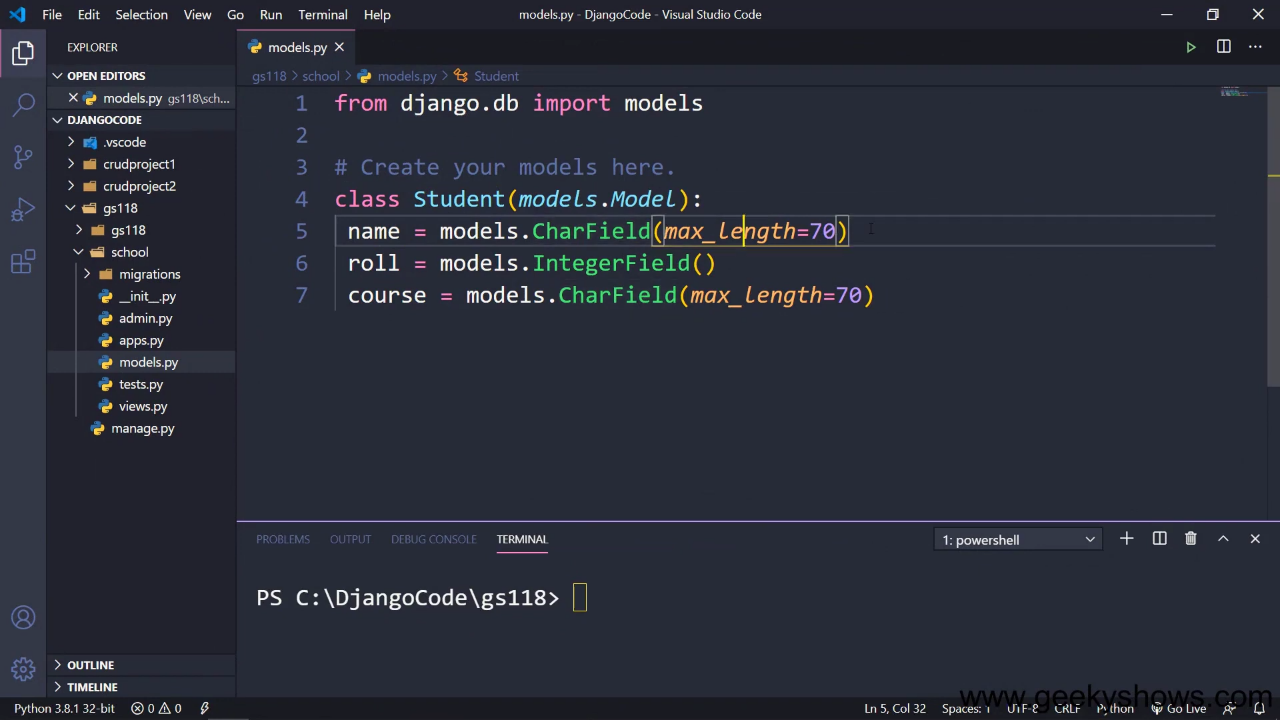 File Edit Selection View Go Run Terminal Help
models.py - DjangoCode - Visual Studio Code
EXPLORER
OPEN EDITORS
models.py gs118\sch...
DJANGOCODE
.vscode
crudproject1
crudproject2
gs118
gs118
school
migrations
__init__.py
admin.py
apps.py
models.py
tests.py
views.py
manage.py
OUTLINE
TIMELINE
models.py
gs118 > school > models.py > Student
1 from django.db import models
2
3 # Create your models here.
4 class Student(models.Model):
5 name = models.CharField(max_length=70)
6 roll = models.IntegerField()
7 course = models.CharField(max_length=70)
PROBLEMS OUTPUT DEBUG CONSOLE TERMINAL 1: powershell
PS C:\DjangoCode\gs118>
www.geekyshows.com
Python 3.8.1 32-bit 0 0 Ln 5, Col 32 Spaces: 1 UTF-8 CRLF Python Go Live